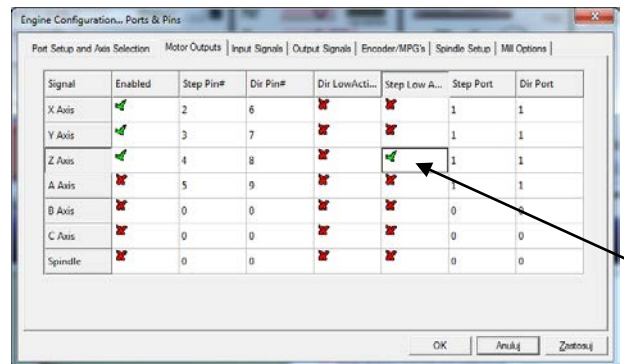 Engine Configuration... Ports & Pins
Port Setup and Axis Selection Motor Outputs Input Signals Output Signals Encoder/MPG's Spindle Setup Mill Options
Signal Enabled Step Pin# Dir Pin# Dir LowActi... Step Low A... Step Port Dir Port
X Axis 2 6 1 1
Y Axis 3 7 1 1
Z Axis 4 8 1 1
A Axis 5 9 1 1
B Axis 0 0 0 0
C Axis 0 0 0 0
Spindle 0 0 0 0
OK Anuluj Zastosuj